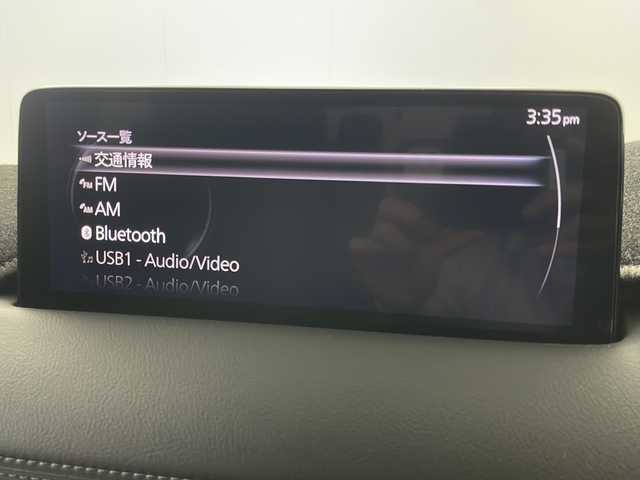 3:35pm
ソース一覧
交通情報
FM
AM
Bluetooth
USB1 - Audio/Video
USB2 - Audio/Video